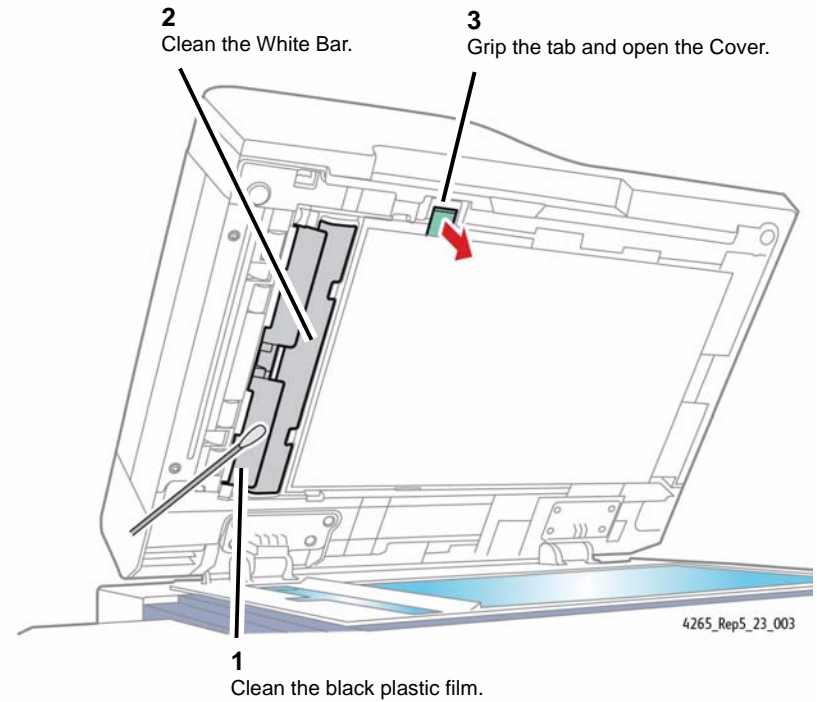 2
Clean the White Bar.
3
Grip the tab and open the Cover.
4265_Rep5_23_003
1
Clean the black plastic film.